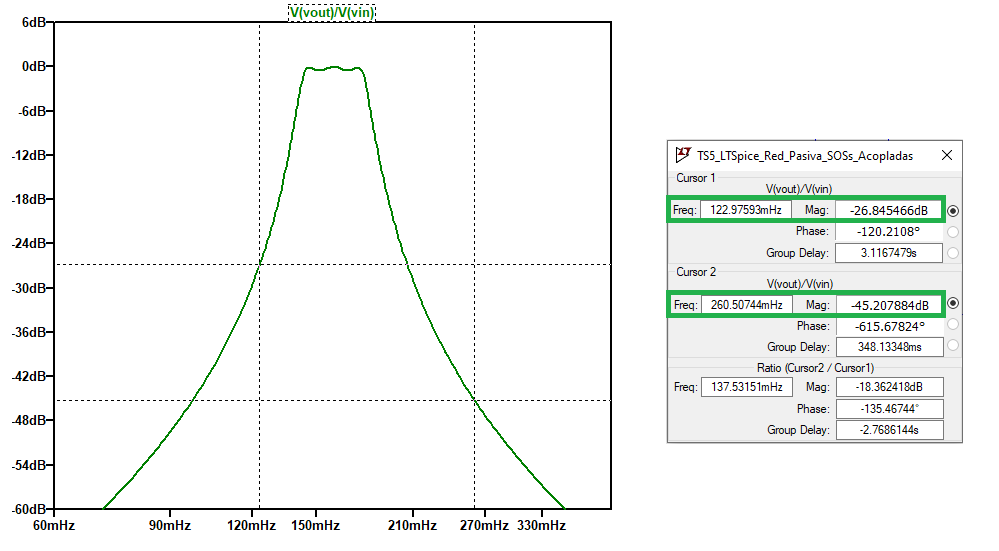 V(vout)/V(vin)
6dB
0dB
-6dB
-12dB
-18dB
-24dB
-30dB
-36dB
-42dB
-48dB
-54dB
-60dB
60mHz 90mHz 120mHz 150mHz 210mHz 270mHz 330mHz
TS5_LTSpice_Red_Pasiva_SOSs_Acopladas
Cursor 1
V(vout)/V(vin)
Freq: 122.97593mHz Mag: -26.845466dB
Phase: -120.2108°
Group Delay: 3.1167479s
Cursor 2
V(vout)/V(vin)
Freq: 260.50744mHz Mag: -45.207884dB
Phase: -615.67824°
Group Delay: 348.13348ms
Ratio (Cursor2 / Cursor1)
Freq: 137.53151mHz Mag: -18.362418dB
Phase: -135.46744°
Group Delay: -2.7686144s